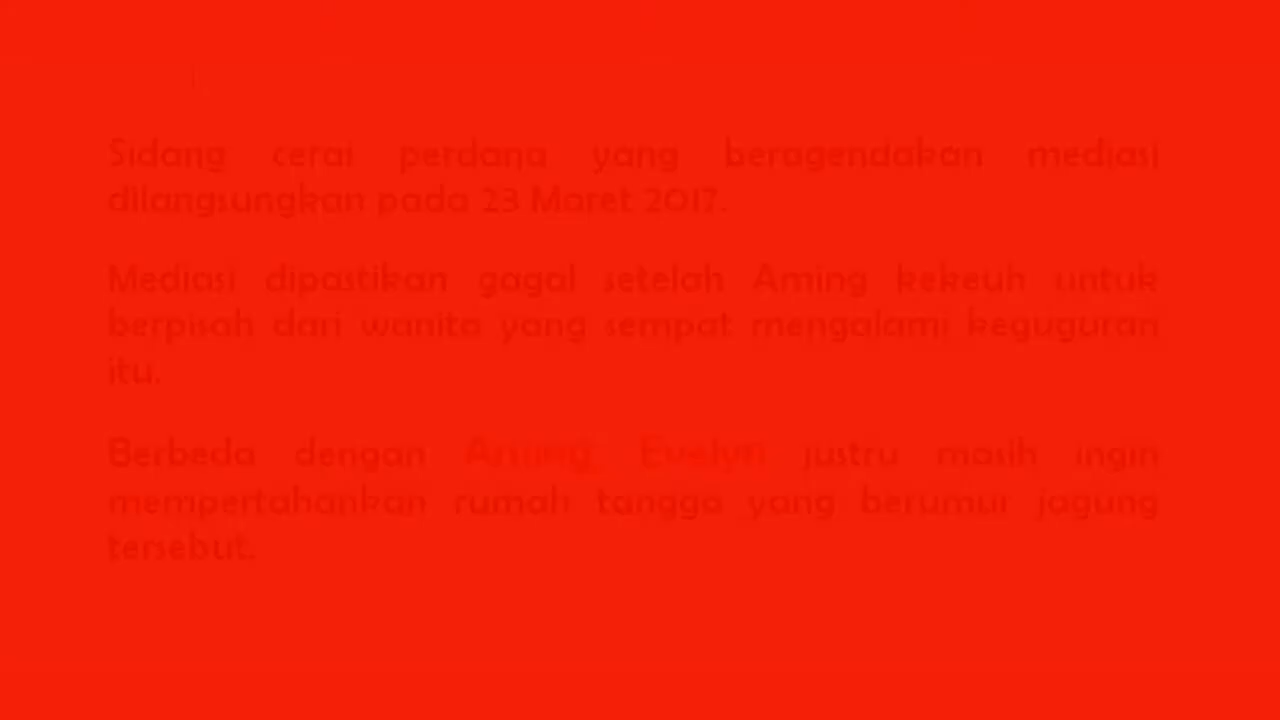 Sidang cerai perdana yang beragendakan mediasi
dilangsungkan pada 23 Maret 2017.
Mediasi dipastikan gagal setelah Aming kekeuh untuk
berpisah dari wanita yang sempat mengalami keguguran
itu.
Berbeda dengan Aming, Evelyn justru masih ingin
mempertahankan rumah tangga yang berumur jagung
tersebut.